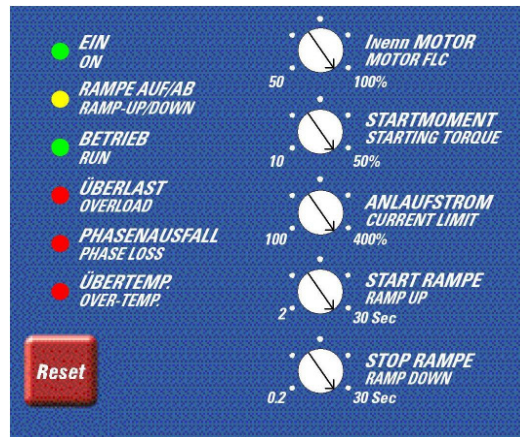 EIN
ON
RAMPE AUF/AB
RAMP-UP/DOWN
BETRIEB
RUN
ÜBERLAST
OVERLOAD
PHASENAUSFALL
PHASE LOSS
ÜBERTEMP.
OVER-TEMP.
Reset
Inenn MOTOR
MOTOR FLC
50 100%
STARTMOMENT
STARTING TORQUE
10 50%
ANLAUFSTROM
CURRENT LIMIT
100 400%
START RAMPE
RAMP UP
2 30 Sec
STOP RAMPE
RAMP DOWN
0.2 30 Sec